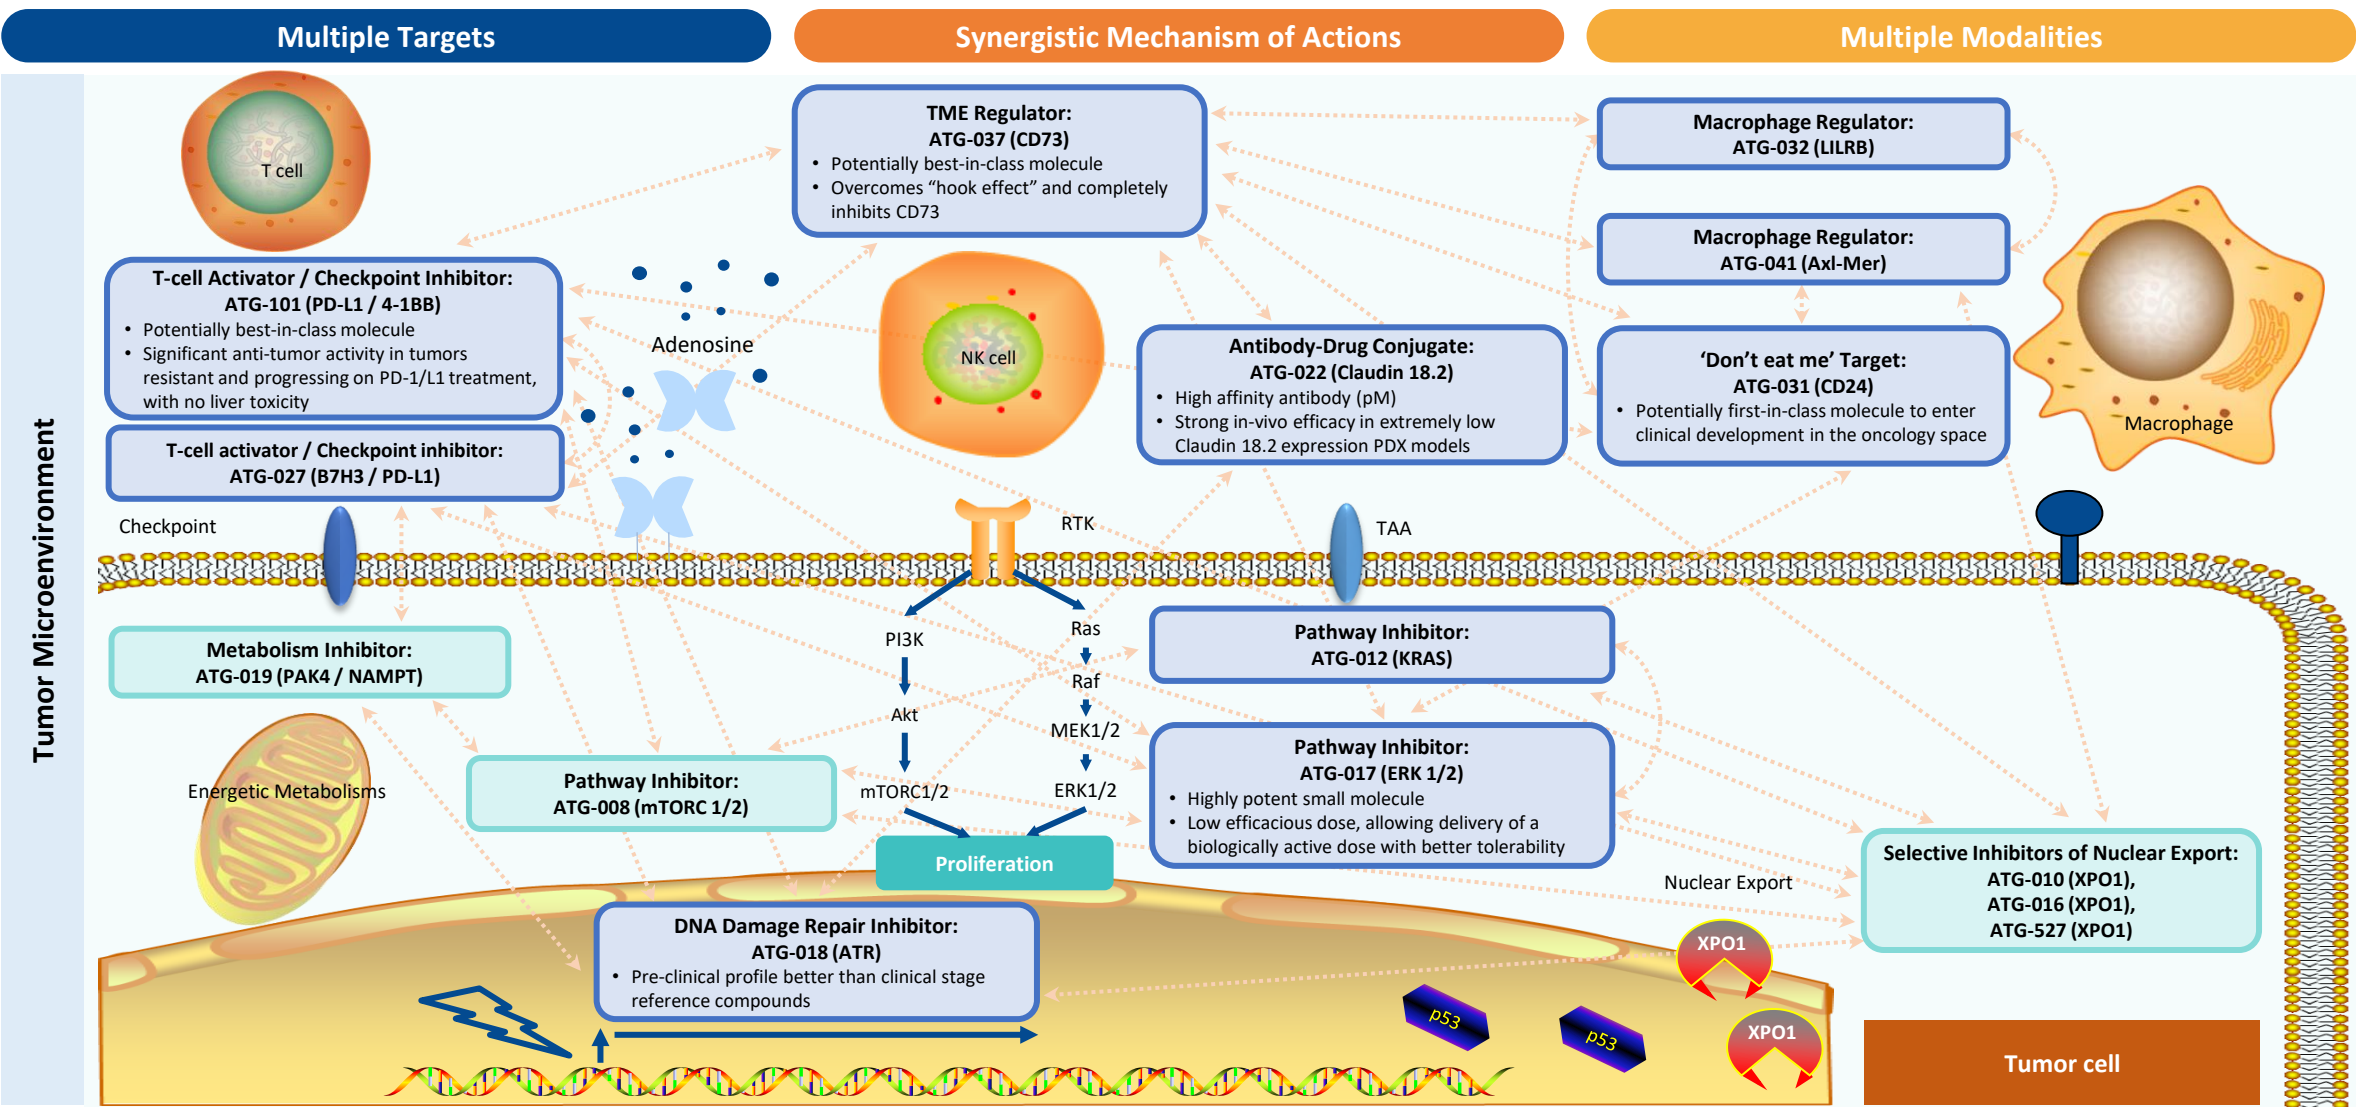 Multiple Targets
Synergistic Mechanism of Actions
Multiple Modalities
Tumor Microenvironment
T cell
TME Regulator:
ATG-037 (CD73)
• Potentially best-in-class molecule
• Overcomes “hook effect” and completely
inhibits CD73
Macrophage Regulator:
ATG-032 (LILRB)
Macrophage Regulator:
ATG-041 (Axl-Mer)
T-cell Activator / Checkpoint Inhibitor:
ATG-101 (PD-L1 / 4-1BB)
• Potentially best-in-class molecule
• Significant anti-tumor activity in tumors
resistant and progressing on PD-1/L1 treatment,
with no liver toxicity
Adenosine
NK cell
Antibody-Drug Conjugate:
ATG-022 (Claudin 18.2)
• High affinity antibody (pM)
• Strong in-vivo efficacy in extremely low
Claudin 18.2 expression PDX models
‘Don’t eat me’ Target:
ATG-031 (CD24)
• Potentially first-in-class molecule to enter
clinical development in the oncology space
Macrophage
T-cell activator / Checkpoint inhibitor:
ATG-027 (B7H3 / PD-L1)
Checkpoint
RTK
TAA
Metabolism Inhibitor:
ATG-019 (PAK4 / NAMPT)
PI3K
Akt
mTORC1/2
Ras
Raf
MEK1/2
ERK1/2
Pathway Inhibitor:
ATG-012 (KRAS)
Pathway Inhibitor:
ATG-017 (ERK 1/2)
• Highly potent small molecule
• Low efficacious dose, allowing delivery of a
biologically active dose with better tolerability
Energetic Metabolisms
Pathway Inhibitor:
ATG-008 (mTORC 1/2)
Proliferation
Nuclear Export
Selective Inhibitors of Nuclear Export:
ATG-010 (XPO1),
ATG-016 (XPO1),
ATG-527 (XPO1)
DNA Damage Repair Inhibitor:
ATG-018 (ATR)
• Pre-clinical profile better than clinical stage
reference compounds
XPO1
p53
p53
XPO1
Tumor cell